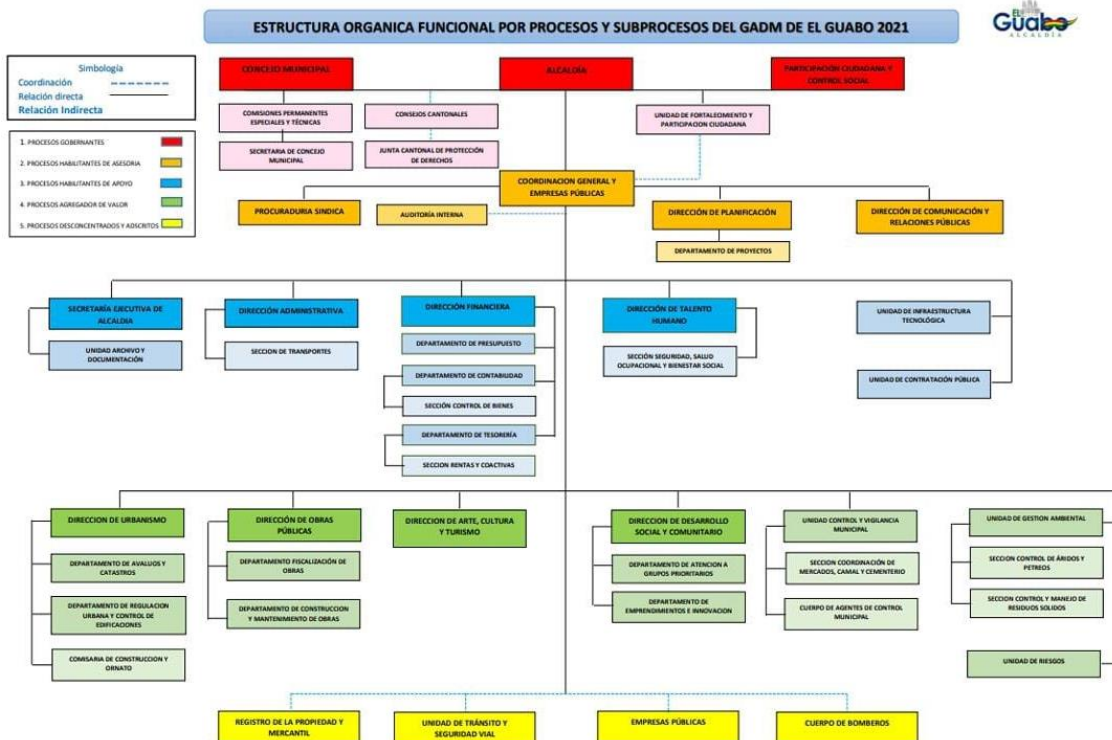 ESTRUCTURA ORGANICA FUNCIONAL POR PROCESOS Y SUBPROCESOS DEL GADM DE EL GUABO 2021
EL
Guabo
ALCALDÍA
Simbología
Coordinación
Relación directa
Relación Indirecta
1. PROCESOS GOBERNANTES
2. PROCESOS HABILITANTES DE ASESORIA
3. PROCESOS HABILITANTES DE APOYO
4. PROCESOS AGREGADOR DE VALOR
5. PROCESOS DESCONCENTRADOS Y ADSCRITOS
CONCEJO MUNICIPAL
ALCALDÍA
PARTICIPACIÓN CIUDADANA Y
CONTROL SOCIAL
COMISIONES PERMANENTES
ESPECIALES Y TÉCNICAS
CONSEJOS CANTONALES
UNIDAD DE FORTALECIMIENTO Y
PARTICIPACION CIUDADANA
SECRETARIA DE CONCEJO
MUNICIPAL
JUNTA CANTONAL DE PROTECCIÓN
DE DERECHOS
COORDINACION GENERAL Y
EMPRESAS PÚBLICAS
PROCURADURIA SINDICA
AUDITORÍA INTERNA
DIRECCIÓN DE PLANIFICACIÓN
DIRECCIÓN DE COMUNICACIÓN Y
RELACIONES PÚBLICAS
DEPARTAMENTO DE PROYECTOS
SECRETARÍA EJECUTIVA DE
ALCALDIA
DIRECCIÓN ADMINISTRATIVA
DIRECCIÓN FINANCIERA
DIRECCIÓN DE TALENTO
HUMANO
UNIDAD DE INFRAESTRUCTURA
TECNOLÓGICA
UNIDAD ARCHIVO Y
DOCUMENTACIÓN
SECCION DE TRANSPORTES
DEPARTAMENTO DE PRESUPUESTO
SECCIÓN SEGURIDAD, SALUD
OCUPACIONAL Y BIENESTAR SOCIAL
DEPARTAMENTO DE CONTABILIDAD
UNIDAD DE CONTRATACIÓN PÚBLICA
SECCIÓN CONTROL DE BIENES
DEPARTAMENTO DE TESORERÍA
SECCION RENTAS Y COACTIVAS
DIRECCION DE URBANISMO
DIRECCIÓN DE OBRAS
PÚBLICAS
DIRECCION DE ARTE, CULTURA
Y TURISMO
DIRECCION DE DESARROLLO
SOCIAL Y COMUNITARIO
UNIDAD CONTROL Y VIGILANCIA
MUNICIPAL
UNIDAD DE GESTION AMBIENTAL
DEPARTAMENTO DE AVALUOS Y
CATASTROS
DEPARTAMENTO FISCALIZACIÓN DE
OBRAS
DEPARTAMENTO DE ATENCION A
GRUPOS PRIORITARIOS
SECCION COORDINACIÓN DE
MERCADOS, CAMAL Y CEMENTERIO
SECCION CONTROL DE ÁRIDOS Y
PETREOS
DEPARTAMENTO DE REGULACION
URBANA Y CONTROL DE
EDIFICACIONES
DEPARTAMENTO DE CONSTRUCCION
Y MANTENIMIENTO DE OBRAS
DEPARTAMENTO DE
EMPRENDIMIENTOS E INNOVACION
CUERPO DE AGENTES DE CONTROL
MUNICIPAL
SECCION CONTROL Y MANEJO DE
RESIDUOS SOLIDOS
COMISARIA DE CONSTRUCCION Y
ORNATO
UNIDAD DE RIESGOS
REGISTRO DE LA PROPIEDAD Y
MERCANTIL
UNIDAD DE TRÁNSITO Y
SEGURIDAD VIAL
EMPRESAS PÚBLICAS
CUERPO DE BOMBEROS